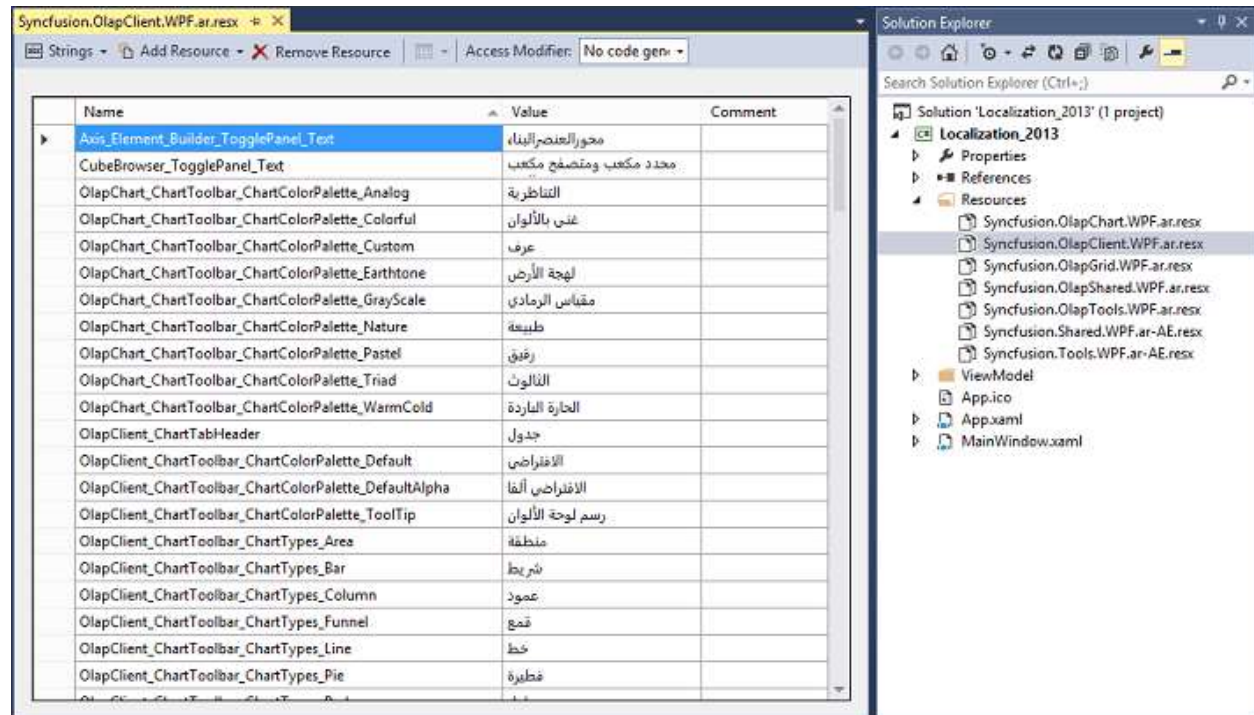 Syncfusion.OlapClient.WPF.ar.resx
Strings Add Resource Remove Resource Access Modifier: No code gen
Name Value Comment
Axis_Element_Builder_TogglePanel_Text محورالعنصرالبناء
CubeBrowser_TogglePanel_Text محدد مكعب ومتصفح مكعب
OlapChart_ChartToolbar_ChartColorPalette_Analog التناظرية
OlapChart_ChartToolbar_ChartColorPalette_Colorful غني بالألوان
OlapChart_ChartToolbar_ChartColorPalette_Custom عرف
OlapChart_ChartToolbar_ChartColorPalette_Earthtone لهجة الأرض
OlapChart_ChartToolbar_ChartColorPalette_GrayScale مقياس الرمادي
OlapChart_ChartToolbar_ChartColorPalette_Nature طبيعة
OlapChart_ChartToolbar_ChartColorPalette_Pastel رقيق
OlapChart_ChartToolbar_ChartColorPalette_Triad الثالوث
OlapChart_ChartToolbar_ChartColorPalette_WarmCold الحارة الباردة
OlapClient_ChartTabHeader جدول
OlapClient_ChartToolbar_ChartColorPalette_Default الافتراضي
OlapClient_ChartToolbar_ChartColorPalette_DefaultAlpha الافتراضي ألفا
OlapClient_ChartToolbar_ChartColorPalette_ToolTip رسم لوحة الألوان
OlapClient_ChartToolbar_ChartTypes_Area منطقة
OlapClient_ChartToolbar_ChartTypes_Bar شريط
OlapClient_ChartToolbar_ChartTypes_Column عمود
OlapClient_ChartToolbar_ChartTypes_Funnel قمع
OlapClient_ChartToolbar_ChartTypes_Line خط
OlapClient_ChartToolbar_ChartTypes_Pie فطيرة
Solution Explorer
Search Solution Explorer (Ctrl+;)
Solution 'Localization_2013' (1 project)
Localization_2013
Properties
References
Resources
Syncfusion.OlapChart.WPF.ar.resx
Syncfusion.OlapClient.WPF.ar.resx
Syncfusion.OlapGrid.WPF.ar.resx
Syncfusion.OlapShared.WPF.ar.resx
Syncfusion.OlapTools.WPF.ar.resx
Syncfusion.Shared.WPF.ar-AE.resx
Syncfusion.Tools.WPF.ar-AE.resx
ViewModel
App.ico
App.xaml
MainWindow.xaml